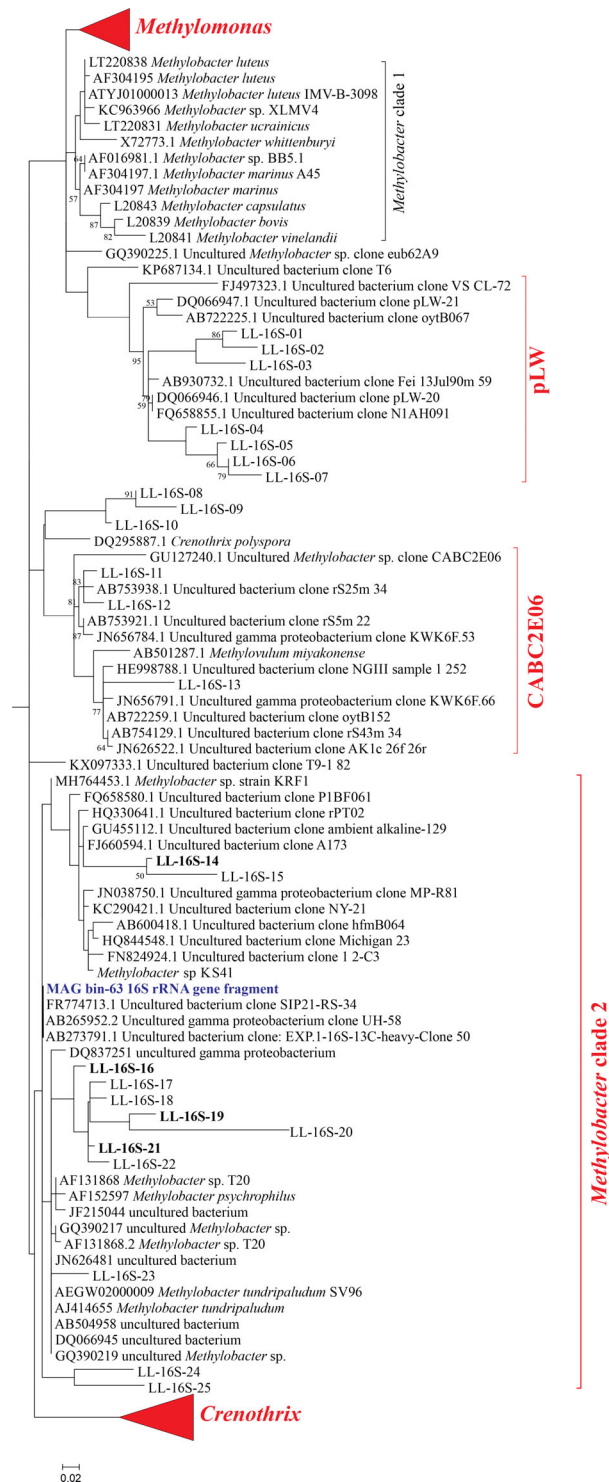 Methylomonas
LT220838 Methylobacter luteus
AF304195 Methylobacter luteus
ATYJ01000013 Methylobacter luteus IMV-B-3098
KC963966 Methylobacter sp. XLMV4
LT220831 Methylobacter ucrainicus
X72773.1 Methylobacter whittenburyi
64
AF016981.1 Methylobacter sp. BB5.1
AF304197.1 Methylobacter marinus A45
57
AF304197 Methylobacter marinus
L20843 Methylobacter capsulatus
87
L20839 Methylobacter bovis
82
L20841 Methylobacter vinelandii
Methylobacter clade 1
GQ390225.1 Uncultured Methylobacter sp. clone eub62A9
KP687134.1 Uncultured bacterium clone T6
FJ497323.1 Uncultured bacterium clone VS CL-72
53
DQ066947.1 Uncultured bacterium clone pLW-21
AB722225.1 Uncultured bacterium clone oytB067
86
LL-16S-01
LL-16S-02
95
LL-16S-03
AB930732.1 Uncultured bacterium clone Fei 13Jul90m 59
79
DQ066946.1 Uncultured bacterium clone pLW-20
59
FQ658855.1 Uncultured bacterium clone N1AH091
LL-16S-04
LL-16S-05
66
LL-16S-06
79
LL-16S-07
pLW
91
LL-16S-08
LL-16S-09
LL-16S-10
DQ295887.1 Crenothrix polyspora
GU127240.1 Uncultured Methylobacter sp. clone CABC2E06
LL-16S-11
83
AB753938.1 Uncultured bacterium clone rS25m 34
81
LL-16S-12
AB753921.1 Uncultured bacterium clone rS5m 22
87
JN656784.1 Uncultured gamma proteobacterium clone KWK6F.53
AB501287.1 Methylovulum miyakonense
HE998788.1 Uncultured bacterium clone NGIII sample 1 252
LL-16S-13
JN656791.1 Uncultured gamma proteobacterium clone KWK6F.66
77
AB722259.1 Uncultured bacterium clone oytB152
AB754129.1 Uncultured bacterium clone rS43m 34
64
JN626522.1 Uncultured bacterium clone AK1c 26f 26r
CABC2E06
KX097333.1 Uncultured bacterium clone T9-1 82
MH764453.1 Methylobacter sp. strain KRF1
FQ658580.1 Uncultured bacterium clone P1BF061
HQ330641.1 Uncultured bacterium clone rPT02
GU455112.1 Uncultured bacterium clone ambient alkaline-129
FJ660594.1 Uncultured bacterium clone A173
LL-16S-14
50
LL-16S-15
JN038750.1 Uncultured gamma proteobacterium clone MP-R81
KC290421.1 Uncultured bacterium clone NY-21
AB600418.1 Uncultured bacterium clone hfmB064
HQ844548.1 Uncultured bacterium clone Michigan 23
FN824924.1 Uncultured bacterium clone 1 2-C3
Methylobacter sp KS41
MAG bin-63 16S rRNA gene fragment
FR774713.1 Uncultured bacterium clone SIP21-RS-34
AB265952.2 Uncultured gamma proteobacterium clone UH-58
AB273791.1 Uncultured bacterium clone: EXP.1-16S-13C-heavy-Clone 50
DQ837251 uncultured gamma proteobacterium
LL-16S-16
LL-16S-17
LL-16S-18
LL-16S-19
LL-16S-20
LL-16S-21
LL-16S-22
AF131868 Methylobacter sp. T20
AF152597 Methylobacter psychrophilus
JF215044 uncultured bacterium
GQ390217 uncultured Methylobacter sp.
AF131868.2 Methylobacter sp. T20
JN626481 uncultured bacterium
LL-16S-23
AEGW02000009 Methylobacter tundripaludum SV96
AJ414655 Methylobacter tundripaludum
AB504958 uncultured bacterium
DQ066945 uncultured bacterium
GQ390219 uncultured Methylobacter sp.
LL-16S-24
LL-16S-25
Methylobacter clade 2
Crenothrix
0.02